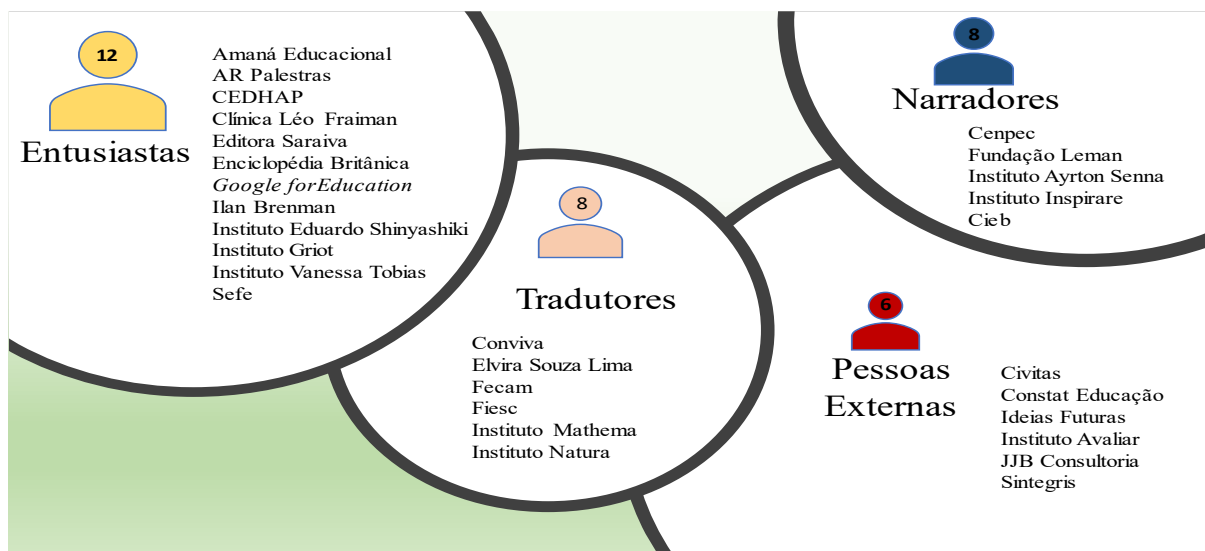 12
Entusiastas
Amaná Educacional
AR Palestras
CEDHAP
Clínica Léo Fraiman
Editora Saraiva
Enciclopédia Britânica
Google forEducation
Ilan Brenman
Instituto Eduardo Shinyashiki
Instituto Griot
Instituto Vanessa Tobias
Sefe
8
Tradutores
Conviva
Elvira Souza Lima
Fecam
Fiesc
Instituto Mathema
Instituto Natura
8
Narradores
Cenpec
Fundação Leman
Instituto Ayrton Senna
Instituto Inspirare
Cieb
6
Pessoas
Externas
Civitas
Constat Educação
Ideias Futuras
Instituto Avaliar
JJB Consultoria
Sintegris